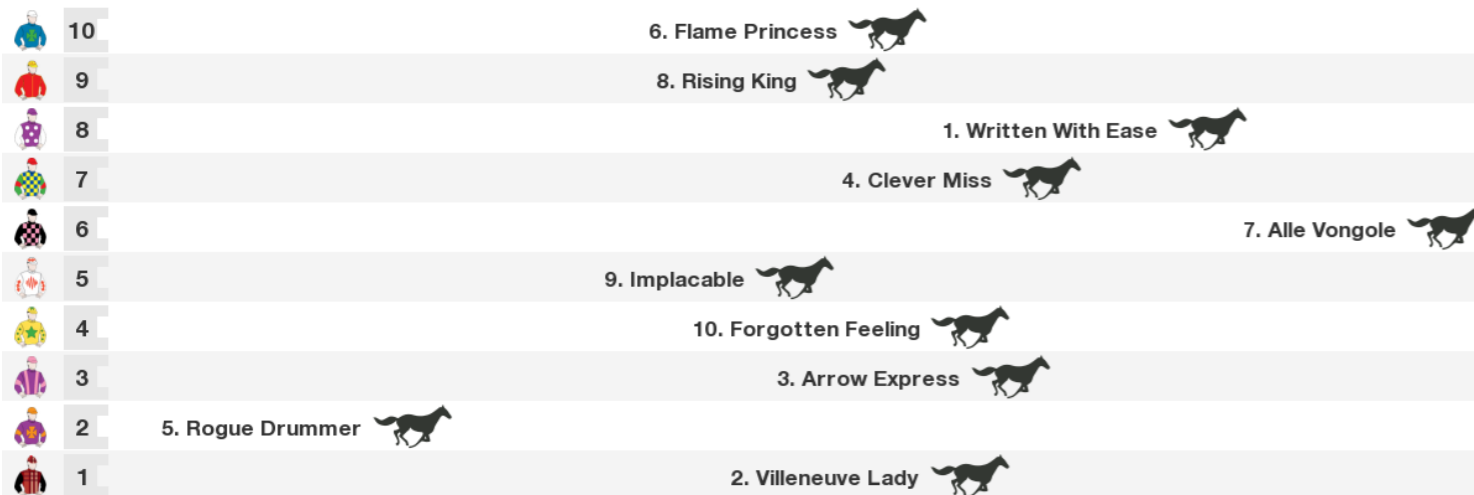 10 6. Flame Princess
9 8. Rising King
8 1. Written With Ease
7 4. Clever Miss
6 7. Alle Vongole
5 9. Implacable
4 10. Forgotten Feeling
3 3. Arrow Express
2 5. Rogue Drummer
1 2. Villeneuve Lady